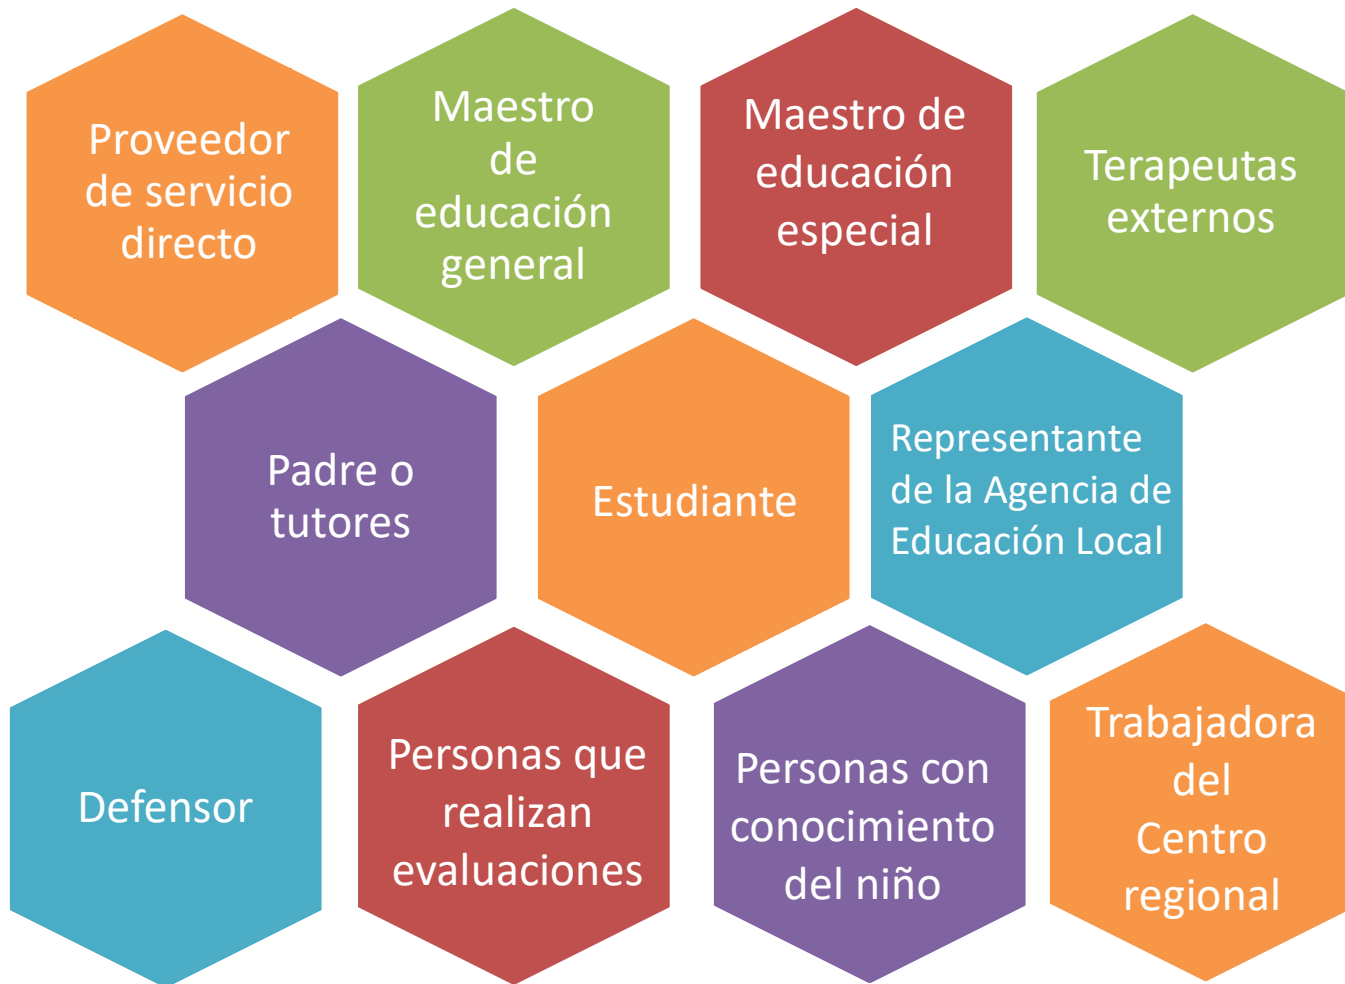 Proveedor
de servicio
directo
Maestro
de
educación
general
Maestro de
educación
especial
Terapeutas
externos
Padre o
tutores
Estudiante
Representante
de la Agencia de
Educación Local
Defensor
Personas que
realizan
evaluaciones
Personas con
conocimiento
del niño
Trabajadora
del
Centro
regional